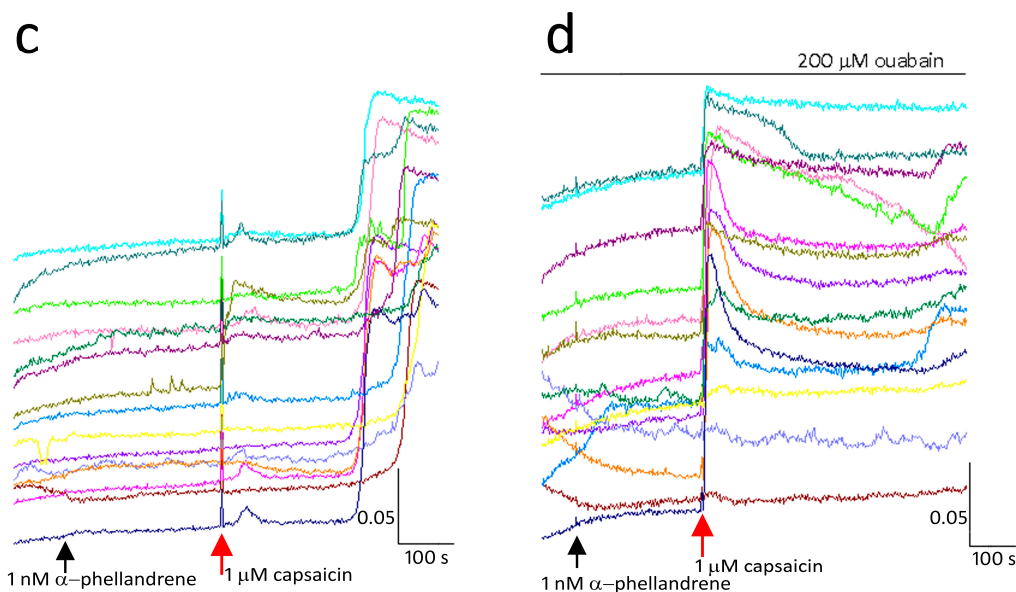 c
d
200 μM ouabain
0.05
100 s
1 nM α−phellandrene
1 μM capsaicin
0.05
100 s
1 nM α−phellandrene
1 μM capsaicin